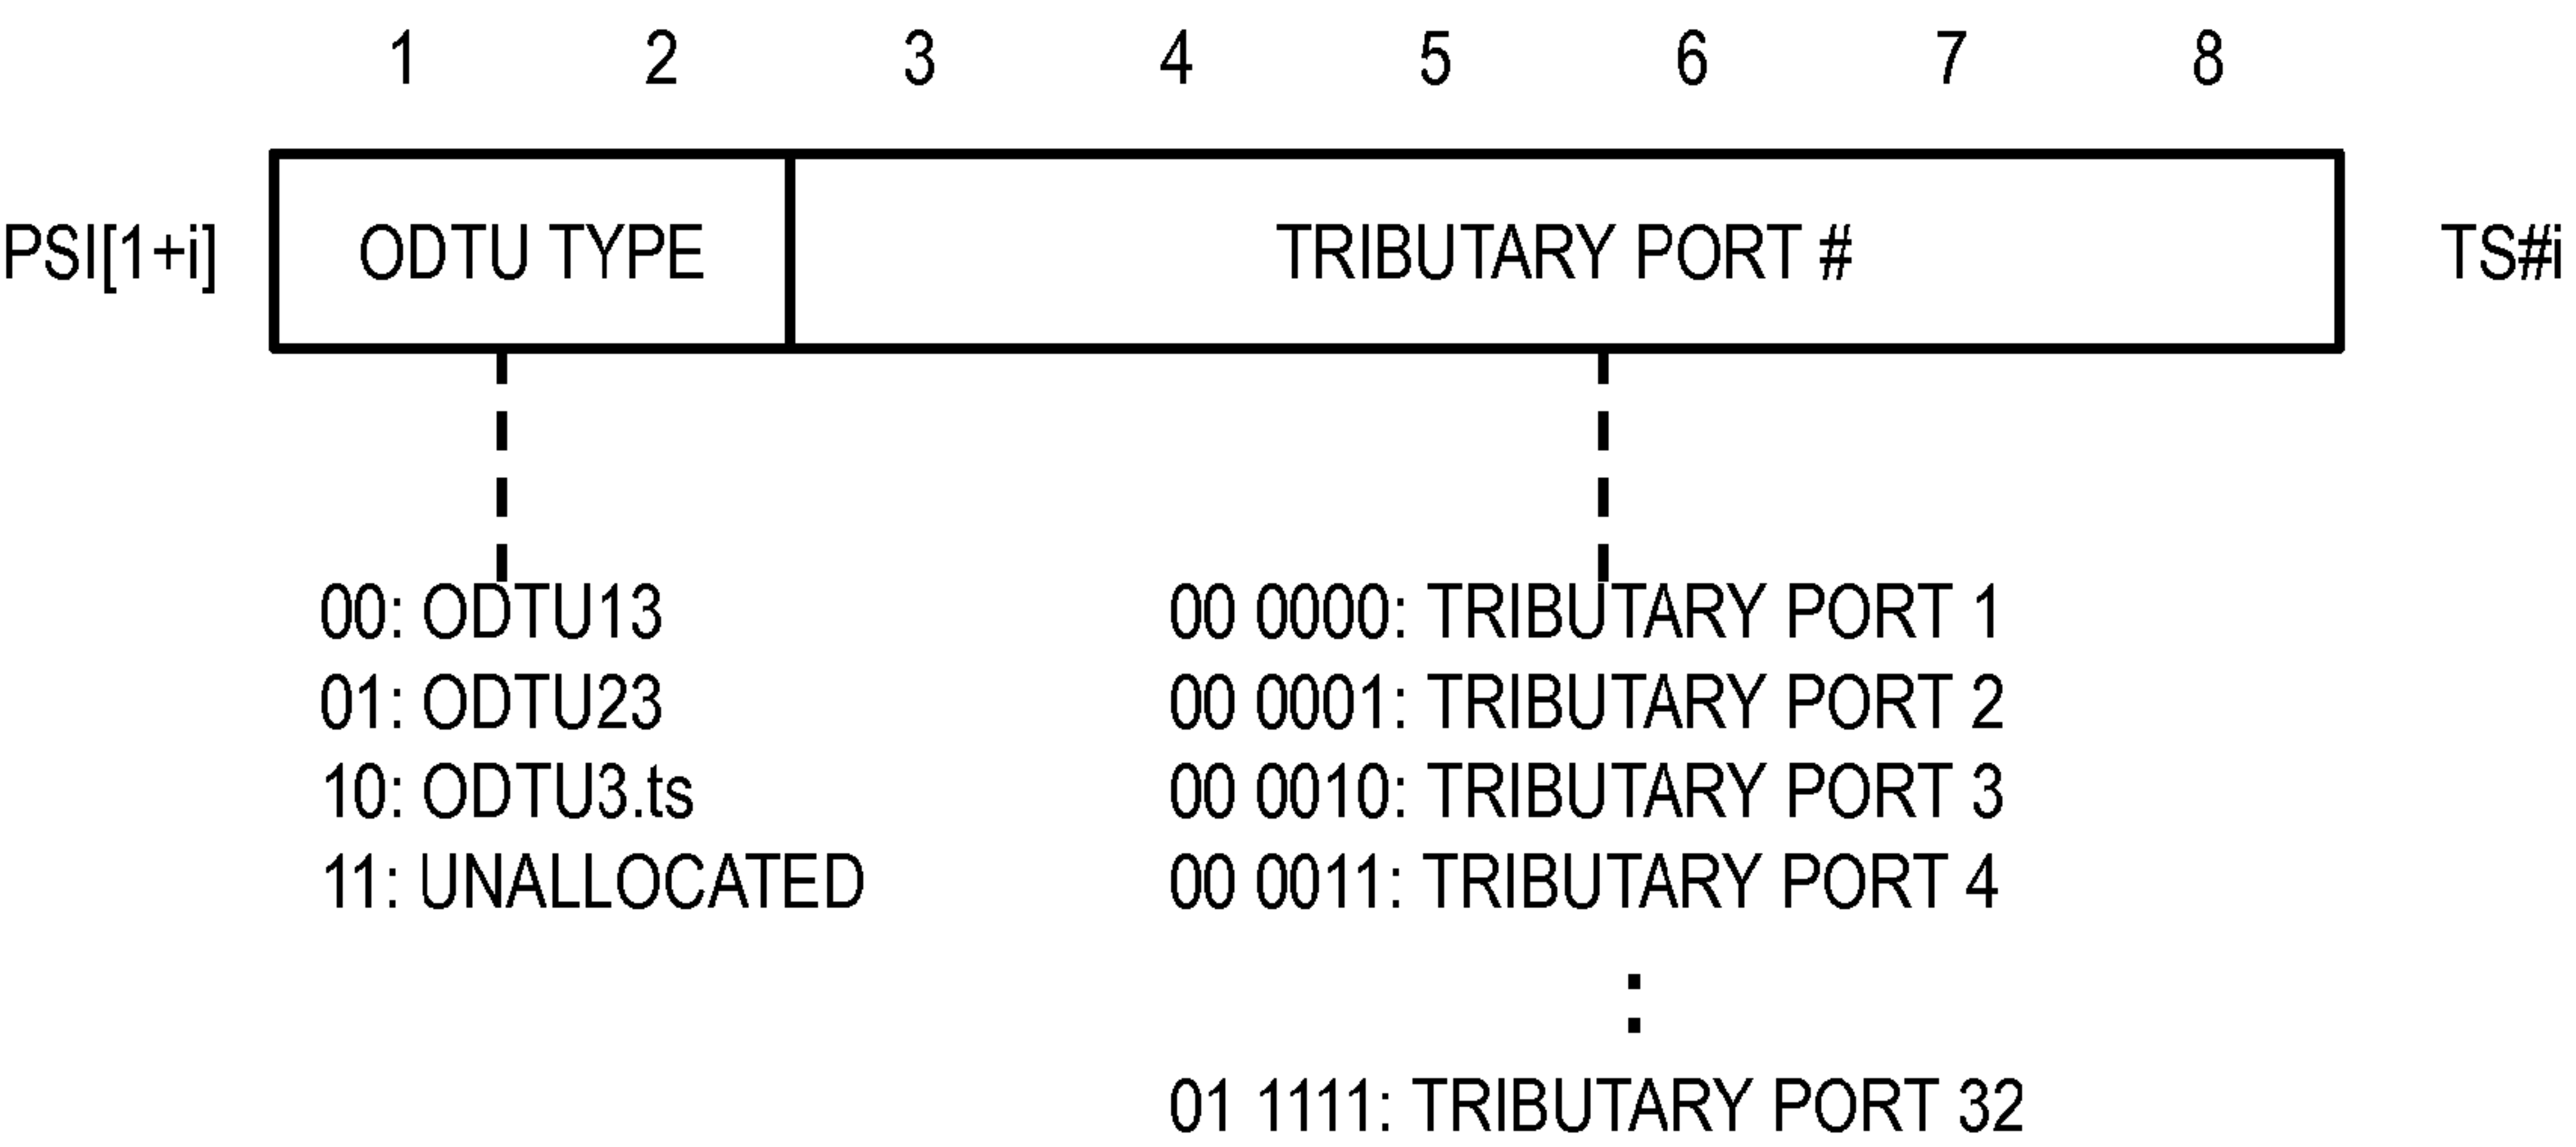 1 2 3 4 5 6 7 8
PSI[1+i] ODTU TYPE TRIBUTARY PORT # TS#i
00: ODTU13 00 0000: TRIBUTARY PORT 1
01: ODTU23 00 0001: TRIBUTARY PORT 2
10: ODTU3.ts 00 0010: TRIBUTARY PORT 3
11: UNALLOCATED 00 0011: TRIBUTARY PORT 4
:
01 1111: TRIBUTARY PORT 32